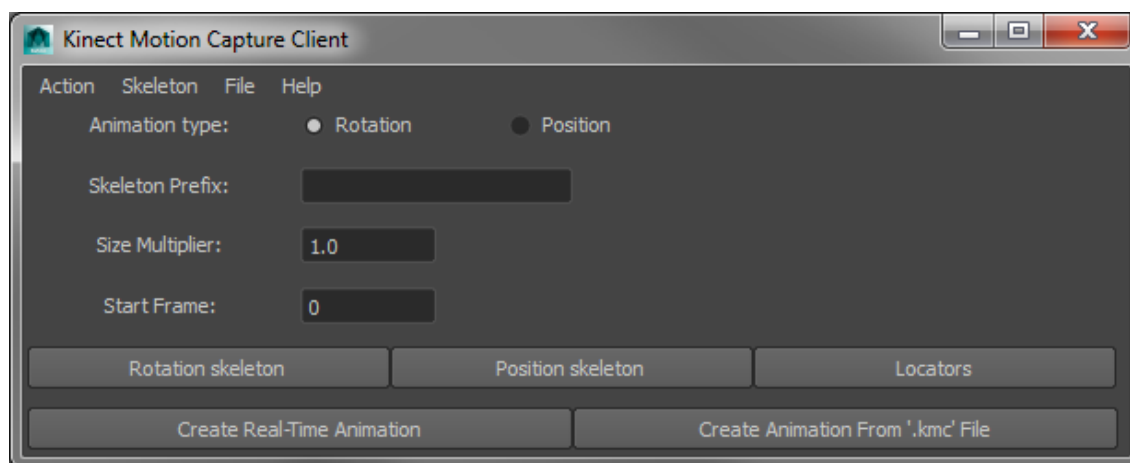 Kinect Motion Capture Client
Action Skeleton File Help
Animation type: Rotation Position
Skeleton Prefix:
Size Multiplier: 1.0
Start Frame: 0
Rotation skeleton Position skeleton Locators
Create Real-Time Animation Create Animation From '.kmc' File